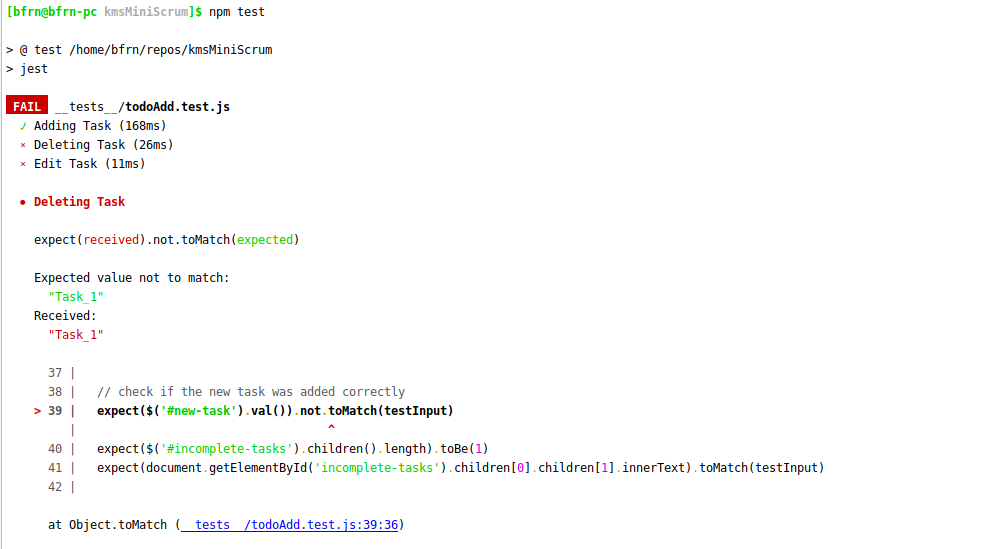 [bfrn@bfrn-pc kmsMiniScrum]$ npm test
> @ test /home/bfrn/repos/kmsMiniScrum
> jest
FAIL __tests__/todoAdd.test.js
✓ Adding Task (168ms)
✕ Deleting Task (26ms)
✕ Edit Task (11ms)
● Deleting Task
expect(received).not.toMatch(expected)
Expected value not to match:
"Task_1"
Received:
"Task_1"
37 |
38 | // check if the new task was added correctly
> 39 | expect($('#new-task').val()).not.toMatch(testInput)
| ^
40 | expect($('#incomplete-tasks').children().length).toBe(1)
41 | expect(document.getElementById('incomplete-tasks').children[0].children[1].innerText).toMatch(testInput)
42 |
at Object.toMatch (__tests__/todoAdd.test.js:39:36)